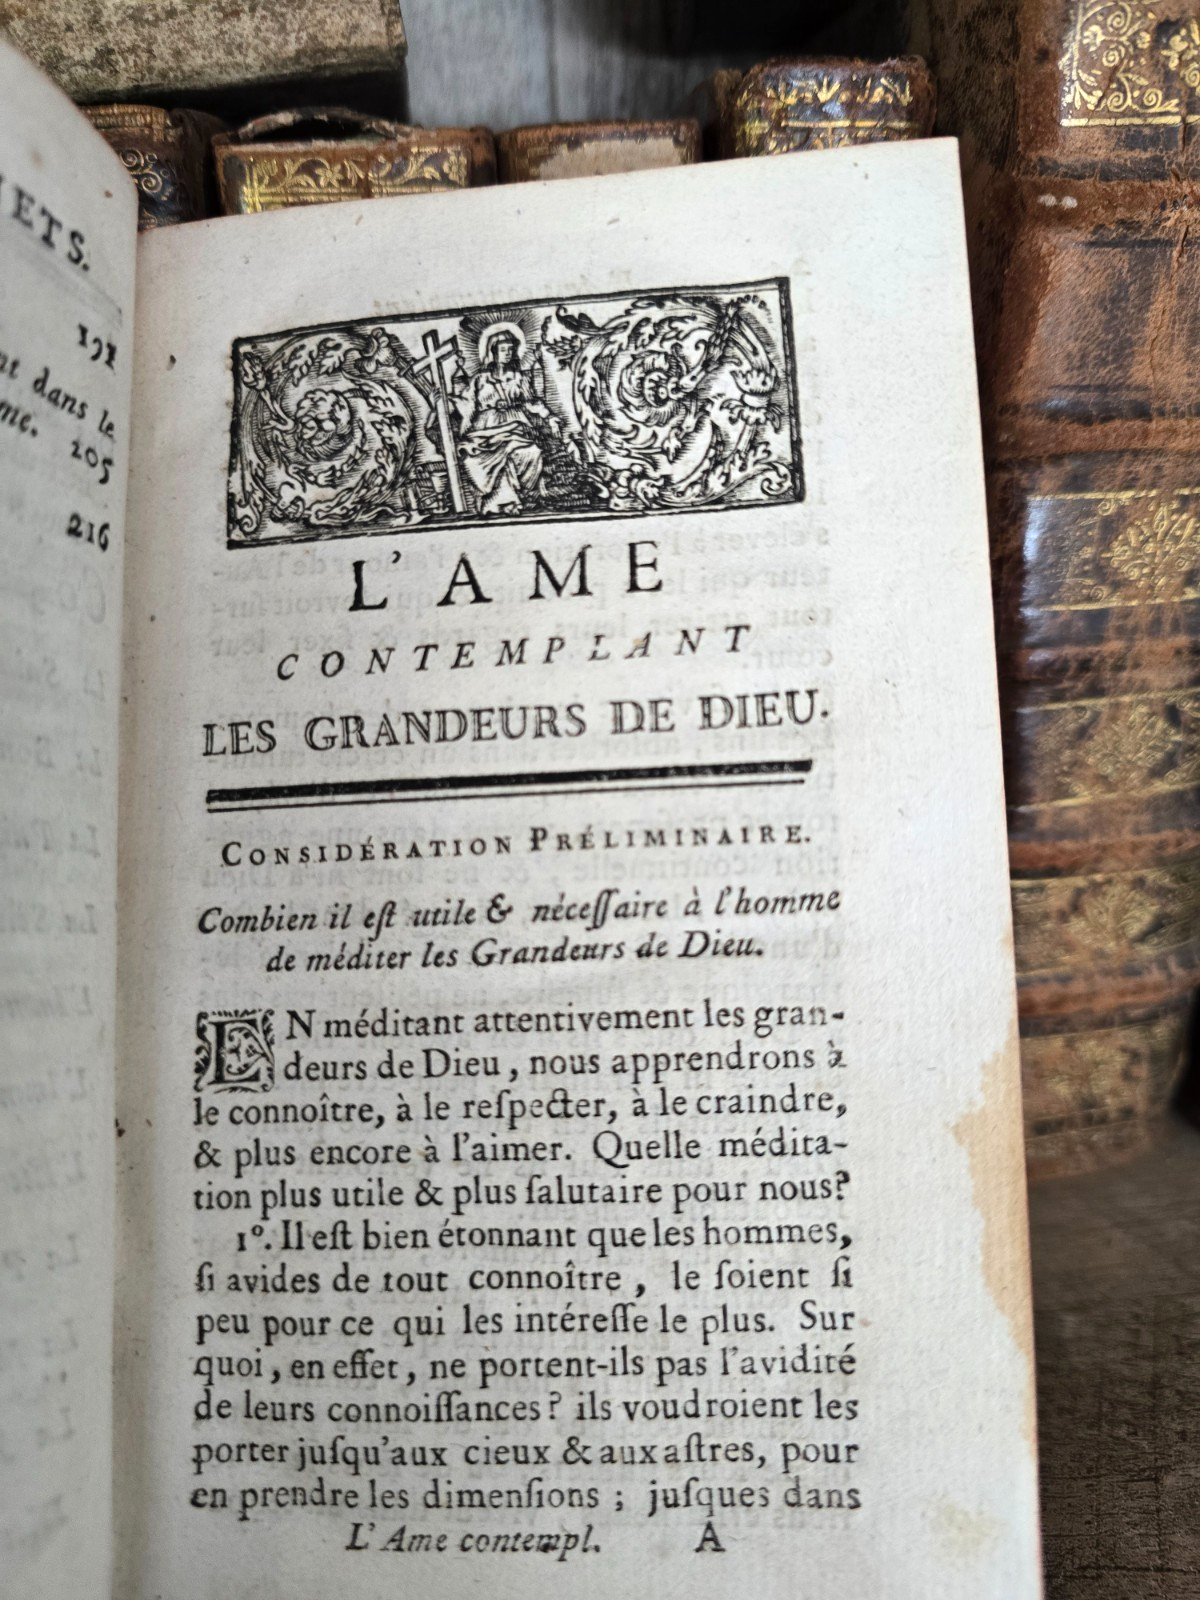 JETS.
191
nt dans le
me. 205
216
L'AME
CONTEMPLANT
LES GRANDEURS DE DIEU.
CONSIDÉRATION PRÉLIMINAIRE.
Combien il eſt utile & néceſſaire à l'homme
de méditer les Grandeurs de Dieu.
EN méditant attentivement les gran-
deurs de Dieu, nous apprendrons à
le connoître, à le reſpecter, à le craindre,
& plus encore à l'aimer. Quelle médita-
tion plus utile & plus ſalutaire pour nous?
1°. Il eſt bien étonnant que les hommes,
ſi avides de tout connoître, le ſoient ſi
peu pour ce qui les intéreſſe le plus. Sur
quoi, en effet, ne portent-ils pas l'avidité
de leurs connoiſſances? ils voudroient les
porter juſqu'aux cieux & aux aſtres, pour
en prendre les dimenſions; juſques dans
L'Ame contempl. A